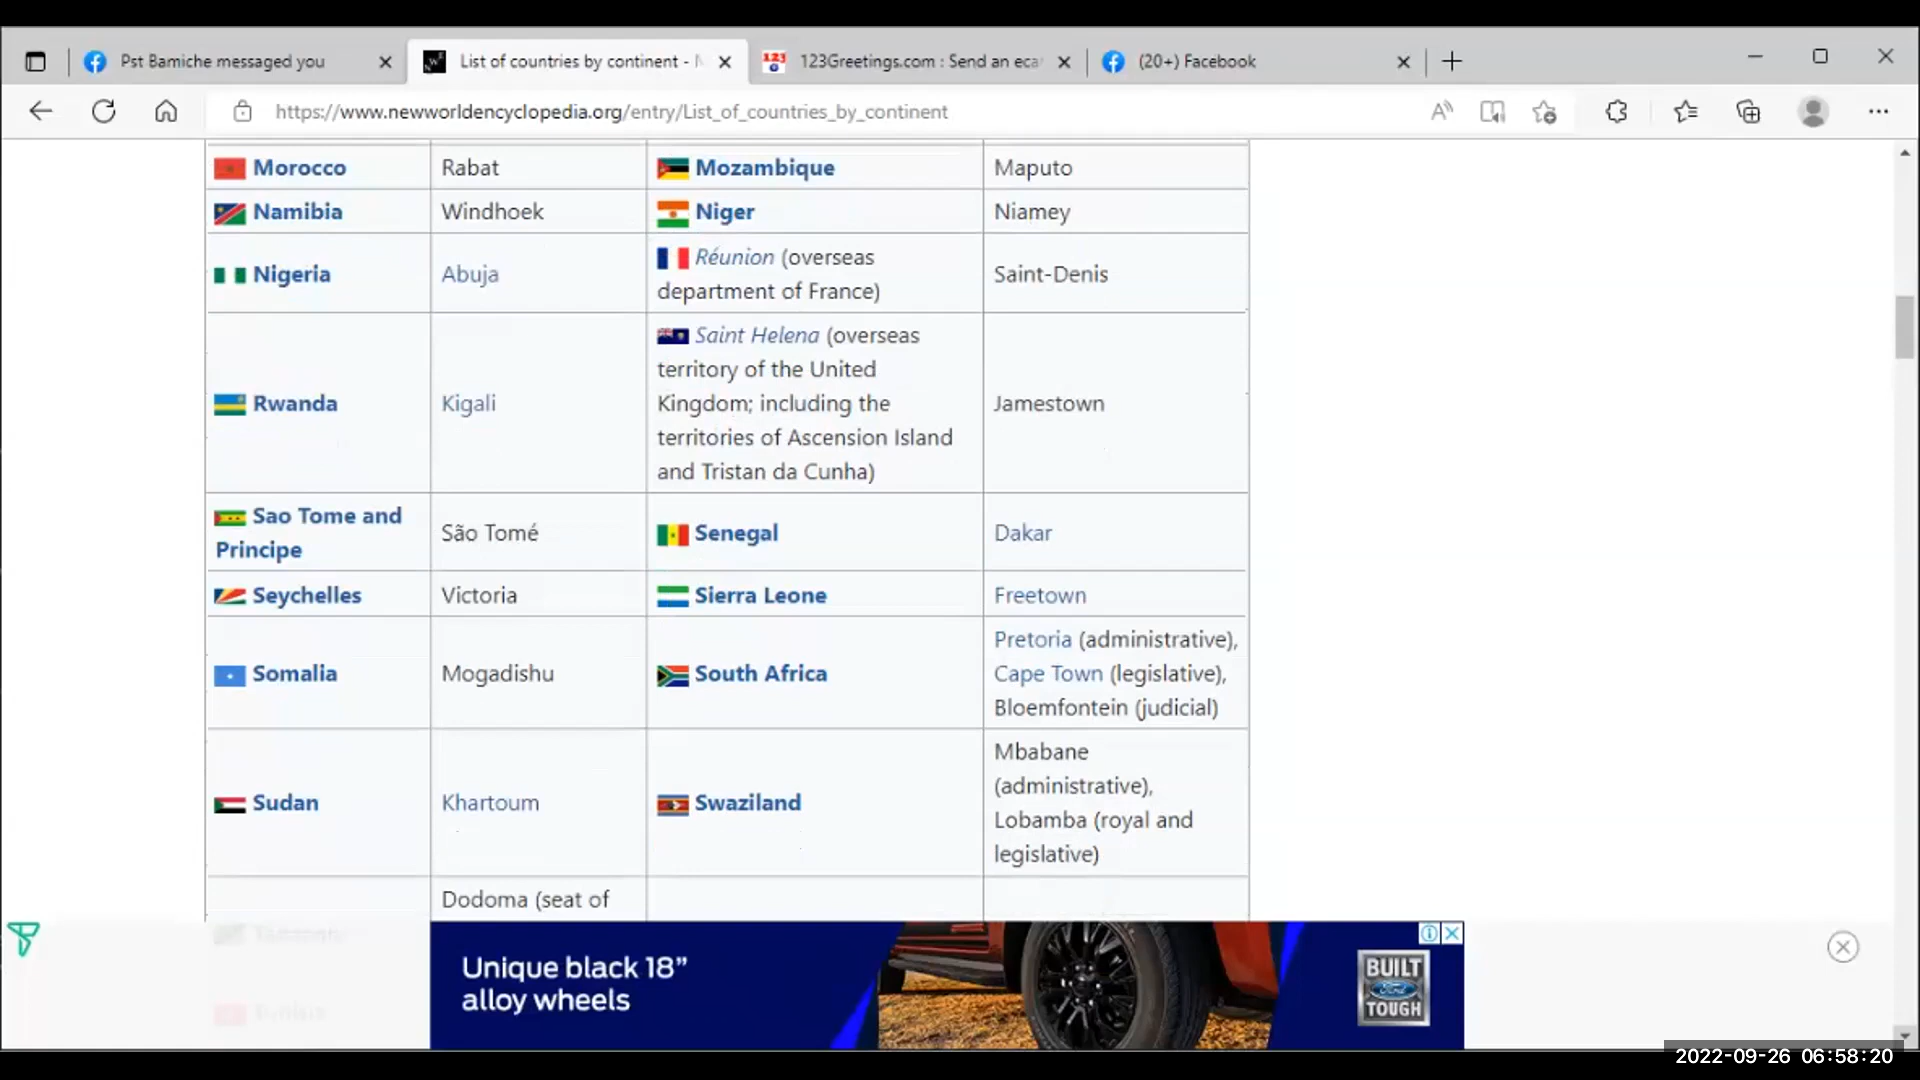 Pst Bamiche messaged you
List of countries by continent - N
123Greetings.com : Send an eca
(20+) Facebook
https://www.newworldencyclopedia.org/entry/List_of_countries_by_continent
Morocco Rabat Mozambique Maputo
Namibia Windhoek Niger Niamey
Nigeria Abuja Réunion (overseas
department of France) Saint-Denis
Rwanda Kigali Saint Helena (overseas
territory of the United
Kingdom; including the
territories of Ascension Island
and Tristan da Cunha) Jamestown
Sao Tome and
Principe São Tomé Senegal Dakar
Seychelles Victoria Sierra Leone Freetown
Somalia Mogadishu South Africa Pretoria (administrative),
Cape Town (legislative),
Bloemfontein (judicial)
Sudan Khartoum Swaziland Mbabane
(administrative),
Lobamba (royal and
legislative)
Dodoma (seat of
Unique black 18”
alloy wheels
BUILT
Ford
TOUGH
2022-09-26 06:58:20